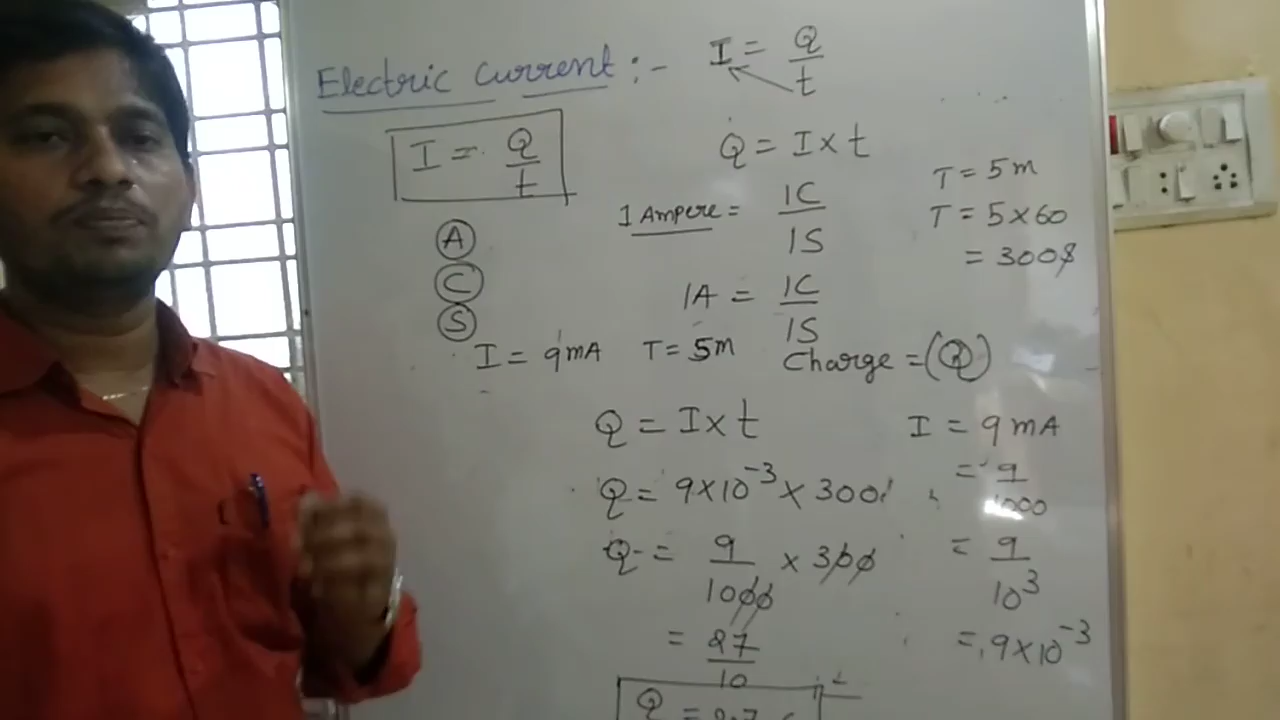 Electric Current :- I = Q/t
I = Q/t
Q = I x t
1 Ampere = 1C/1S
T = 5m
T = 5 x 60
= 300s
A
C
S
1A = 1C/1S
I = 9mA T = 5m Charge = (Q)
Q = I x t
Q = 9 x 10⁻³ x 300
Q = 9/1000 x 300
= 27/10
Q = 2.7 c
I = 9mA
= 9/1000
= 9/10³
= 9 x 10⁻³